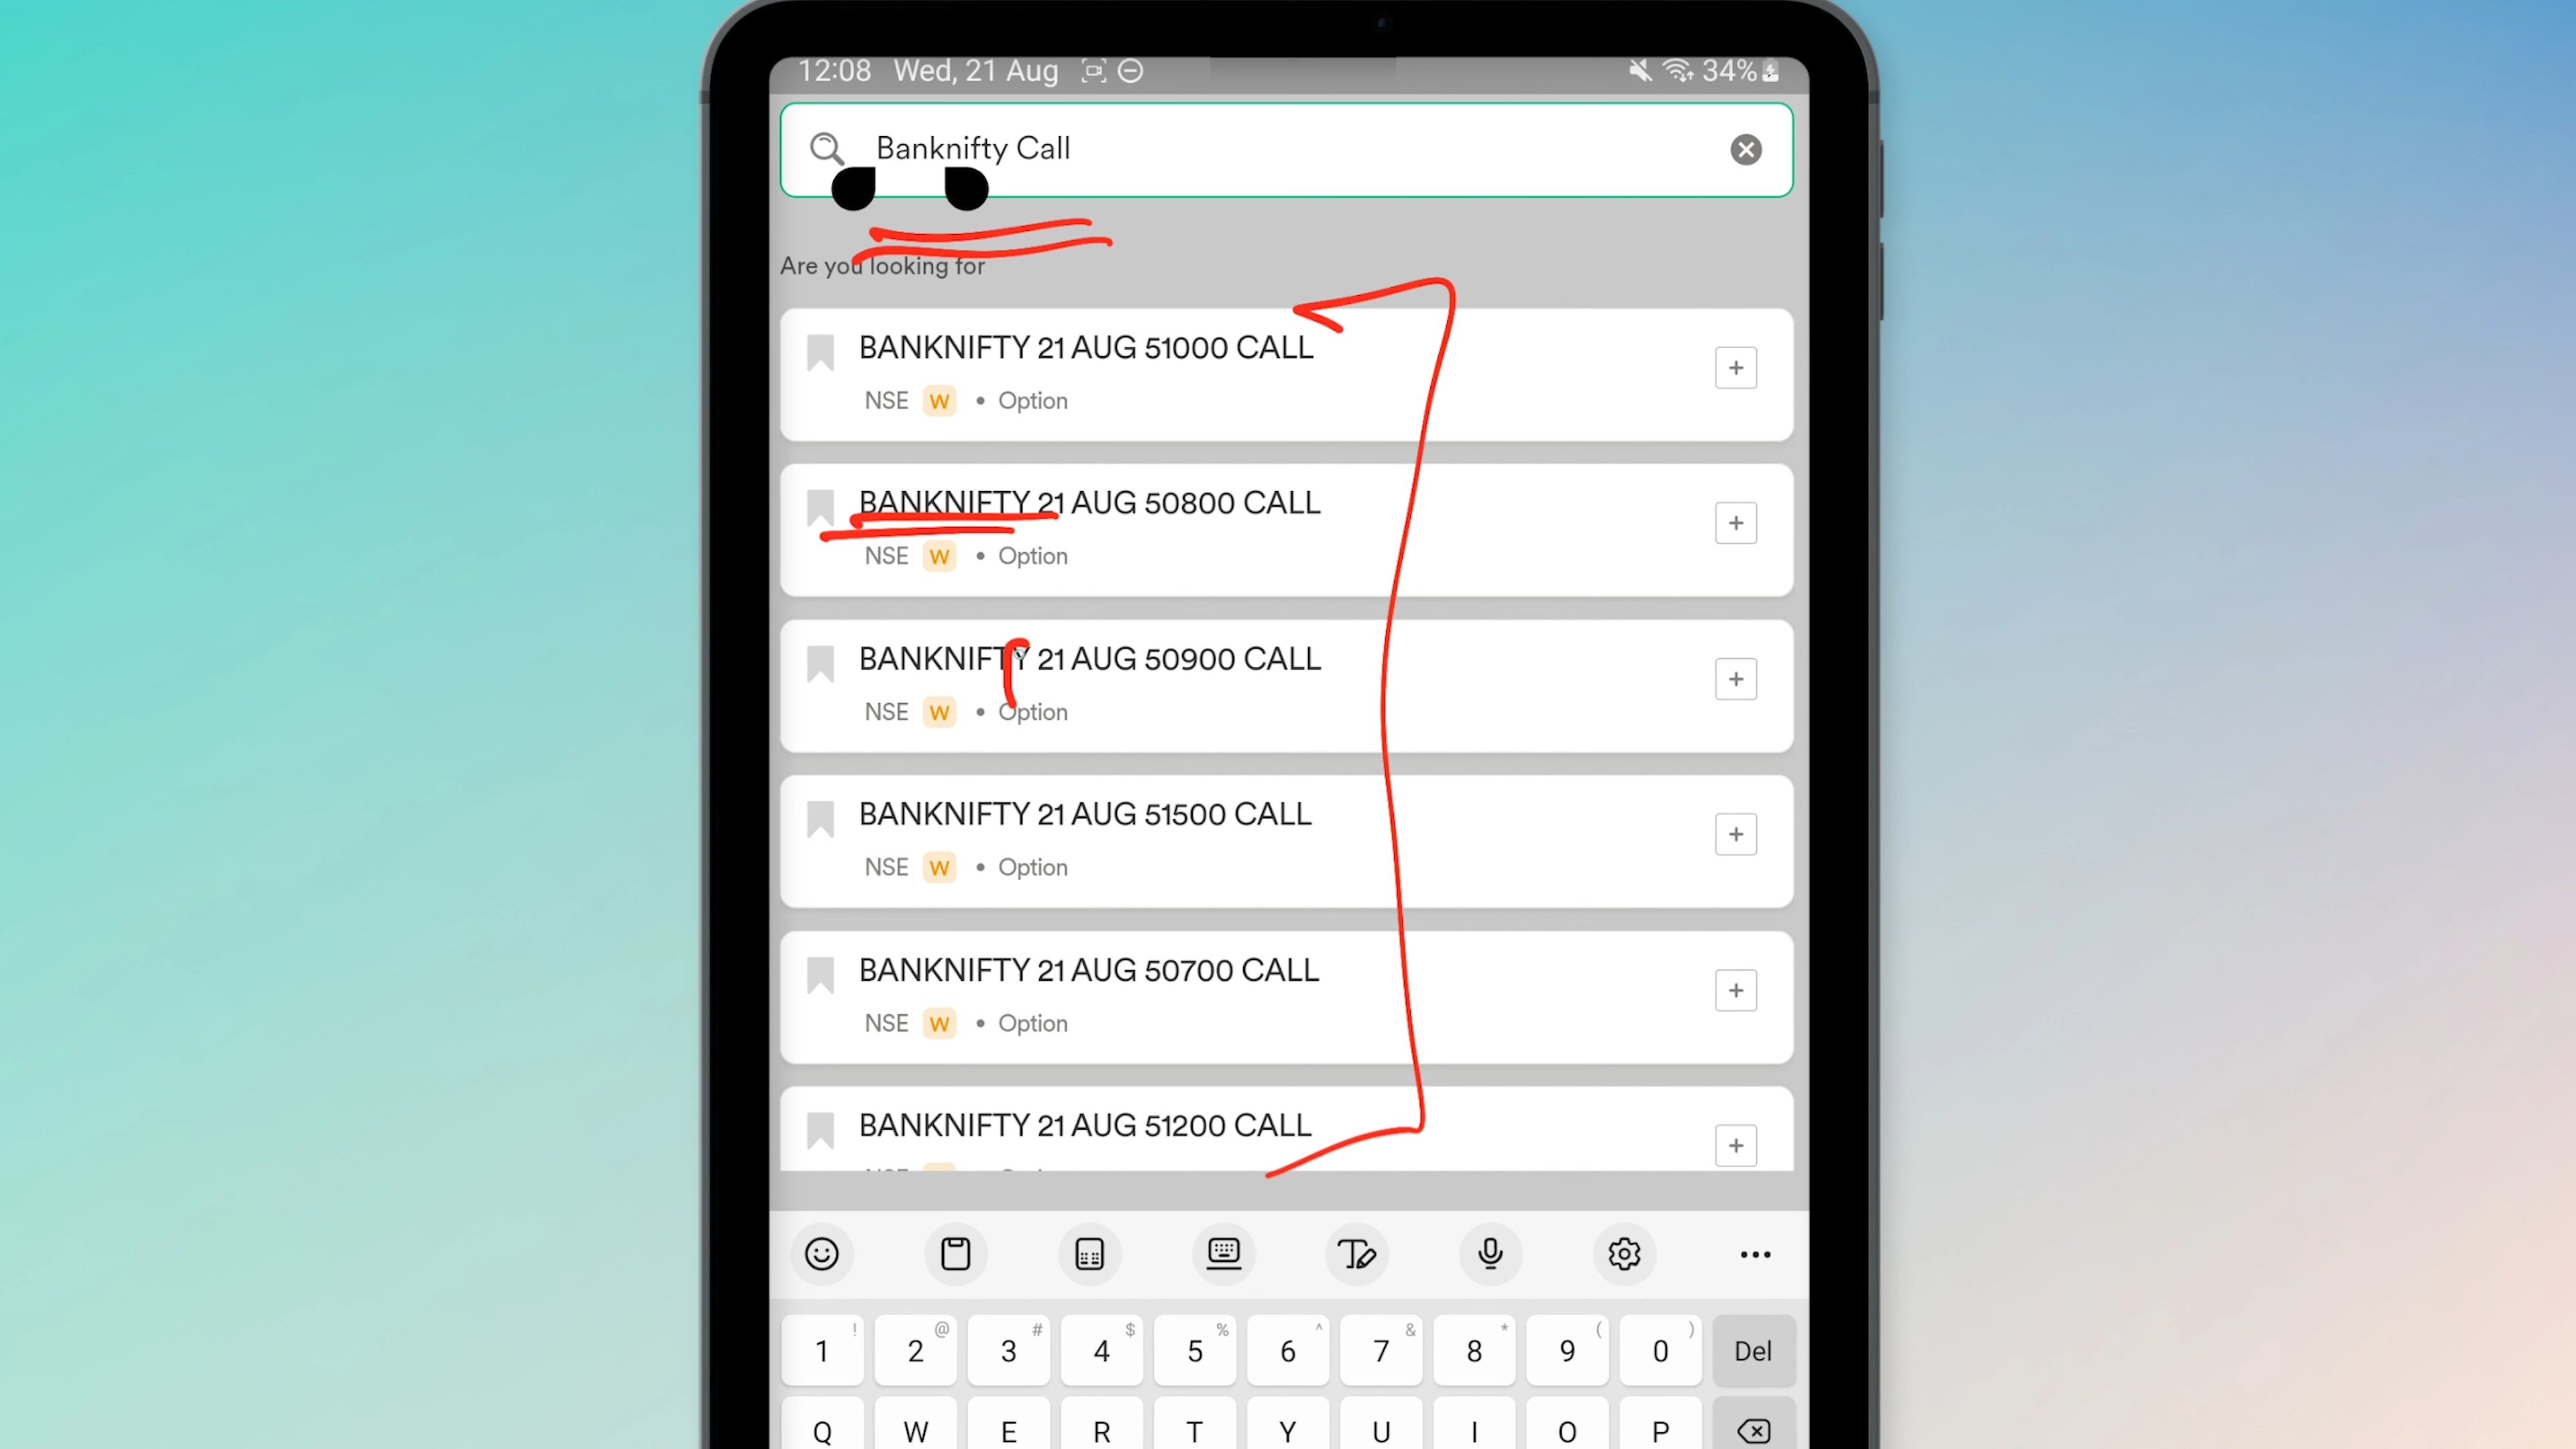 12:08 Wed, 21 Aug 34%
Banknifty Call
Are you looking for
BANKNIFTY 21 AUG 51000 CALL
NSE W • Option
BANKNIFTY 21 AUG 50800 CALL
NSE W • Option
BANKNIFTY 21 AUG 50900 CALL
NSE W • Option
BANKNIFTY 21 AUG 51500 CALL
NSE W • Option
BANKNIFTY 21 AUG 50700 CALL
NSE W • Option
BANKNIFTY 21 AUG 51200 CALL
! @ # $ % ^ & * ( )
1 2 3 4 5 6 7 8 9 0 Del
Q W E R T Y U I O P